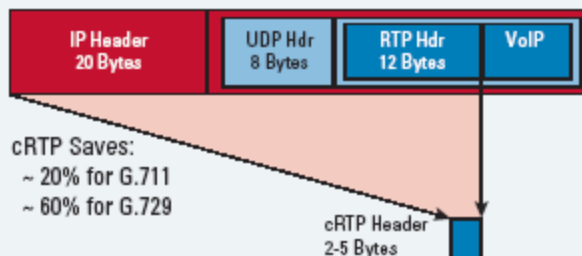 IP Header
20 Bytes
UDP Hdr
8 Bytes
RTP Hdr
12 Bytes
VoIP
cRTP Saves:
~ 20% for G.711
~ 60% for G.729
cRTP Header
2-5 Bytes